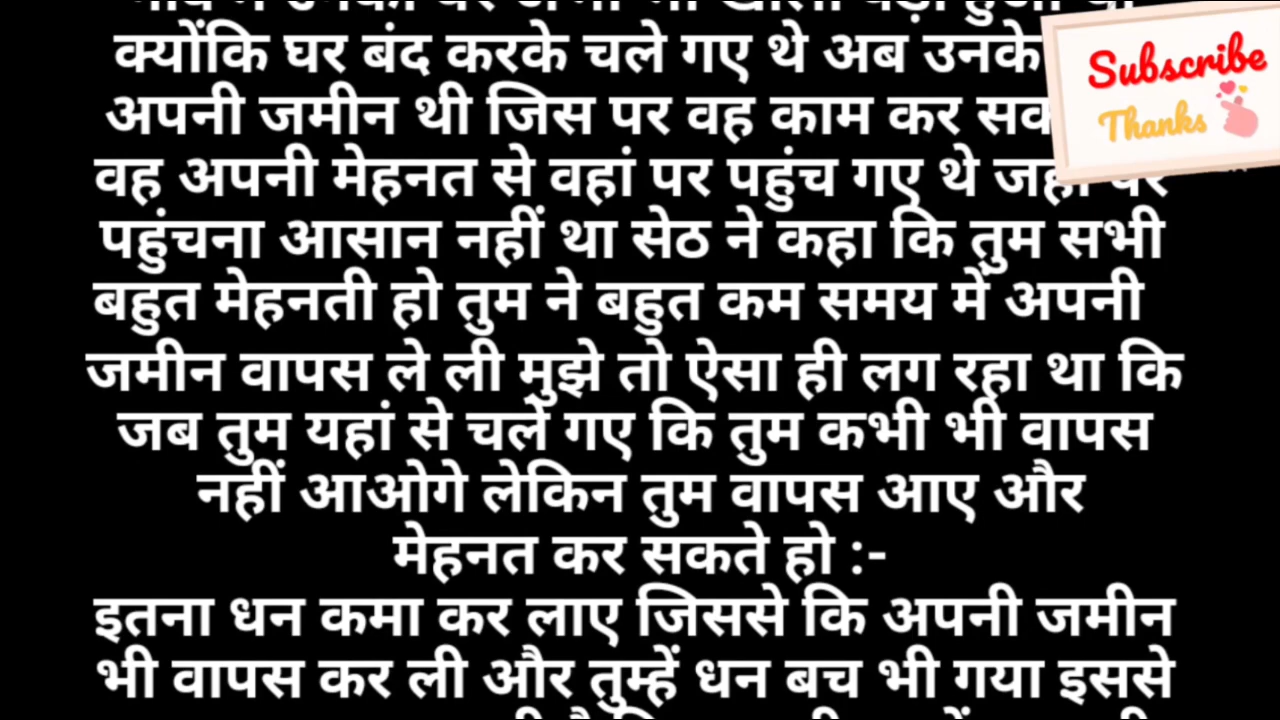 क्योंकि घर बंद करके चले गए थे अब उनके
अपनी जमीन थी जिस पर वह काम कर
वह अपनी मेहनत से वहां पर पहुंच गए थे
पहुंचना आसान नहीं था सेठ ने कहा कि तुम सभी
बहुत मेहनती हो तुम ने बहुत कम समय में अपनी
जमीन वापस ले ली मुझे तो ऐसा ही लग रहा था कि
जब तुम यहां से चले गए कि तुम कभी भी वापस
नहीं आओगे लेकिन तुम वापस आए और
मेहनत कर सकते हो :-
इतना धन कमा कर लाए जिससे कि अपनी जमीन
भी वापस कर ली और तुम्हें धन बच भी गया इससे
Subscribe
Thanks